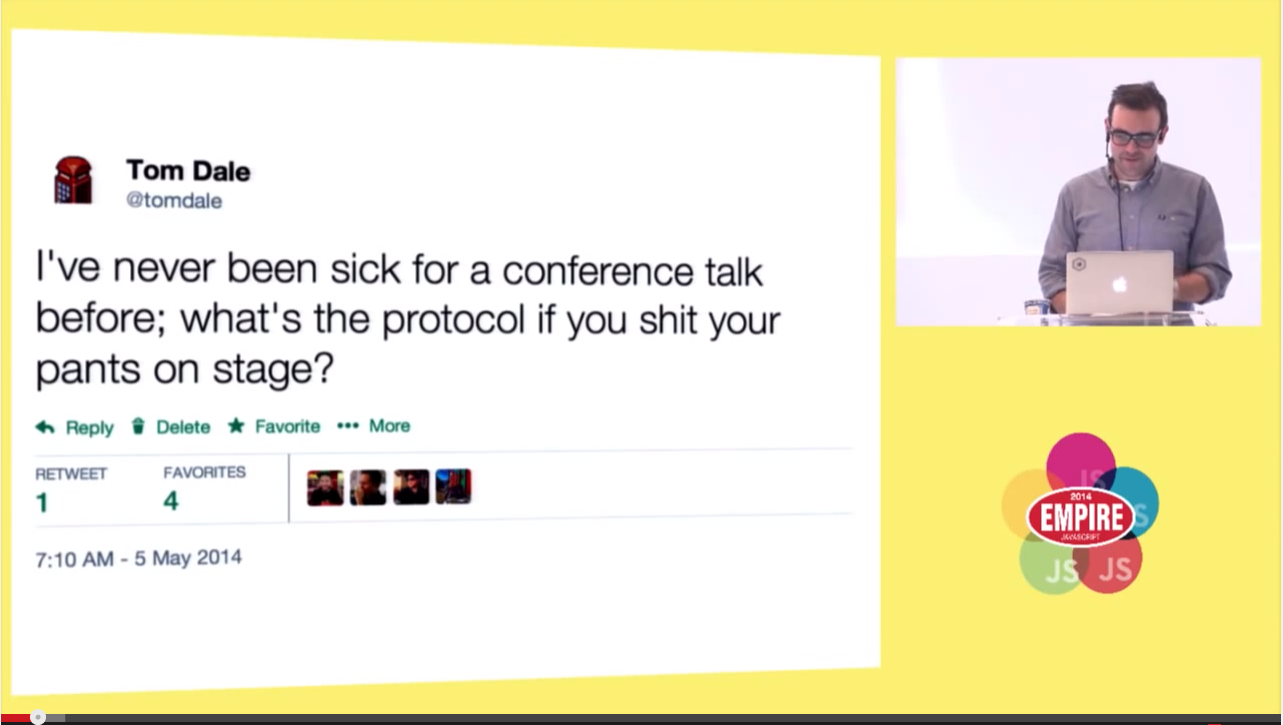 Tom Dale
@tomdale
I've never been sick for a conference talk
before; what's the protocol if you shit your
pants on stage?
Reply Delete Favorite More
RETWEET FAVORITES
1 4
7:10 AM - 5 May 2014
JS
JS
2014
EMPIRE
JAVASCRIPT
JS JS